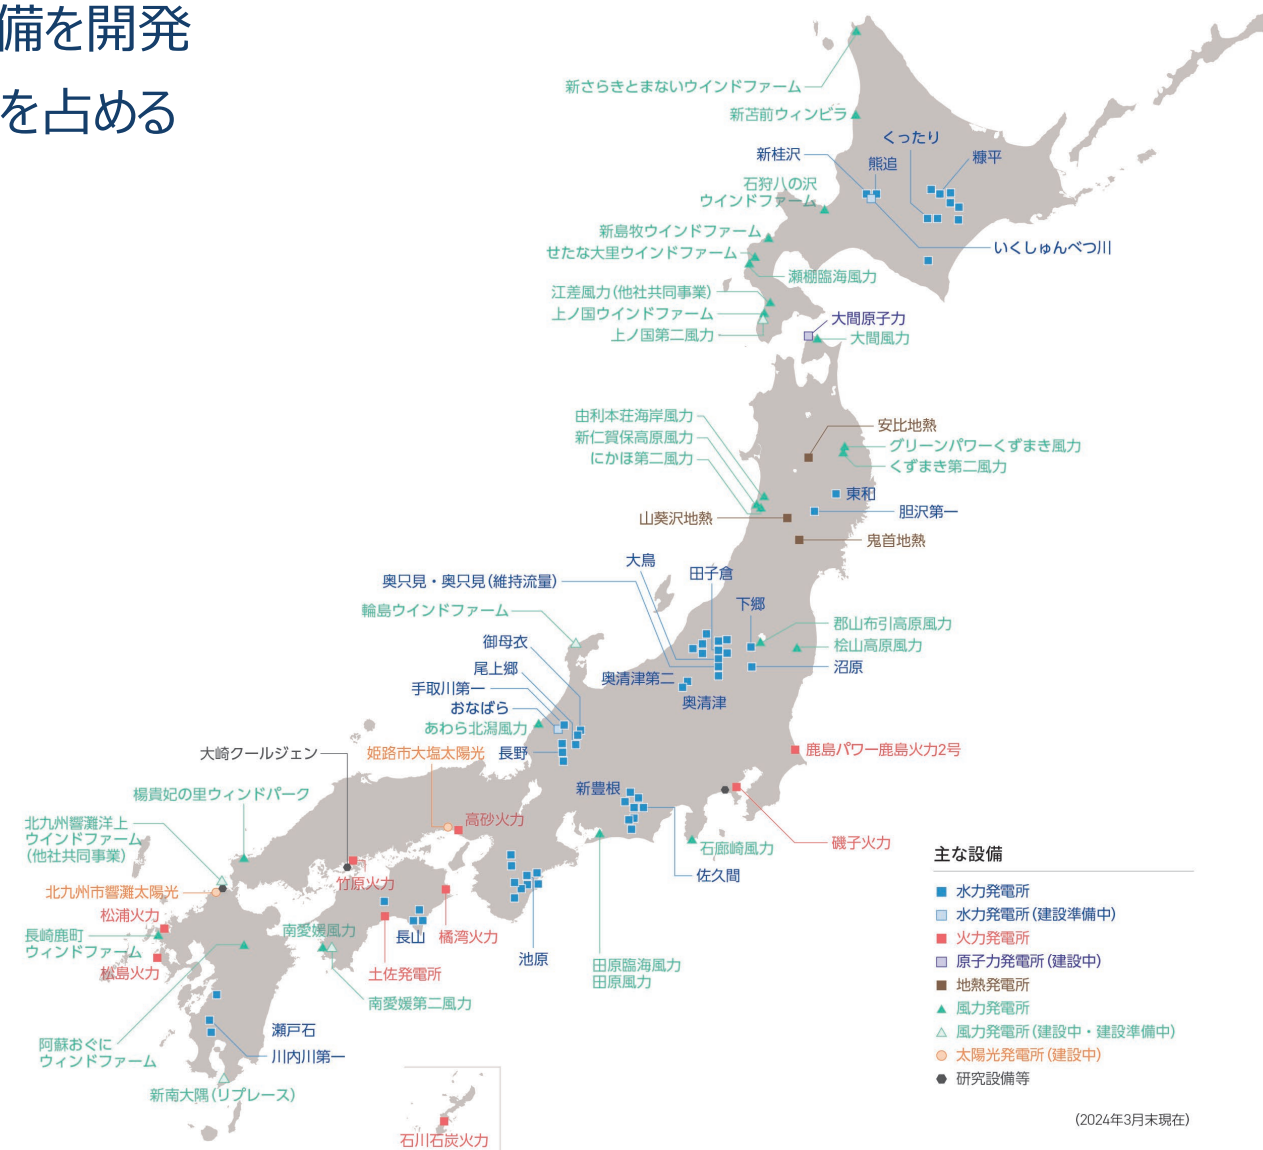 備を開発
を占める
新さらきとまないウインドファーム
新苫前ウィンビラ
くったり
新桂沢
熊追
糠平
石狩八の沢
ウインドファーム
新島牧ウインドファーム
せたな大里ウインドファーム
いくしゅんべつ川
瀬棚臨海風力
江差風力(他社共同事業)
上ノ国ウインドファーム
上ノ国第二風力
大間原子力
大間風力
由利本荘海岸風力
新仁賀保高原風力
にかほ第二風力
安比地熱
グリーンパワーくずまき風力
くずまき第二風力
東和
胆沢第一
山葵沢地熱
鬼首地熱
大鳥
田子倉
奥只見・奥只見(維持流量)
下郷
輪島ウインドファーム
郡山布引高原風力
桧山高原風力
御母衣
尾上郷
沼原
奥清津第二
手取川第一
奥清津
おなばら
あわら北潟風力
大崎クールジェン
姫路市大塩太陽光
長野
鹿島パワー鹿島火力2号
楊貴妃の里ウィンドパーク
新豊根
北九州響灘洋上
ウインドファーム
(他社共同事業)
高砂火力
石廊崎風力
磯子火力
佐久間
北九州市響灘太陽光
竹原火力
松浦火力
長崎鹿町
ウィンドファーム
南愛媛風力
長山
橘湾火力
松島火力
土佐発電所
池原
田原臨海風力
田原風力
南愛媛第二風力
瀬戸石
阿蘇おぐに
ウィンドファーム
川内川第一
新南大隅(リプレース)
石川石炭火力
主な設備
水力発電所
水力発電所(建設準備中)
火力発電所
原子力発電所(建設中)
地熱発電所
風力発電所
風力発電所(建設中・建設準備中)
太陽光発電所(建設中)
研究設備等
(2024年3月末現在)